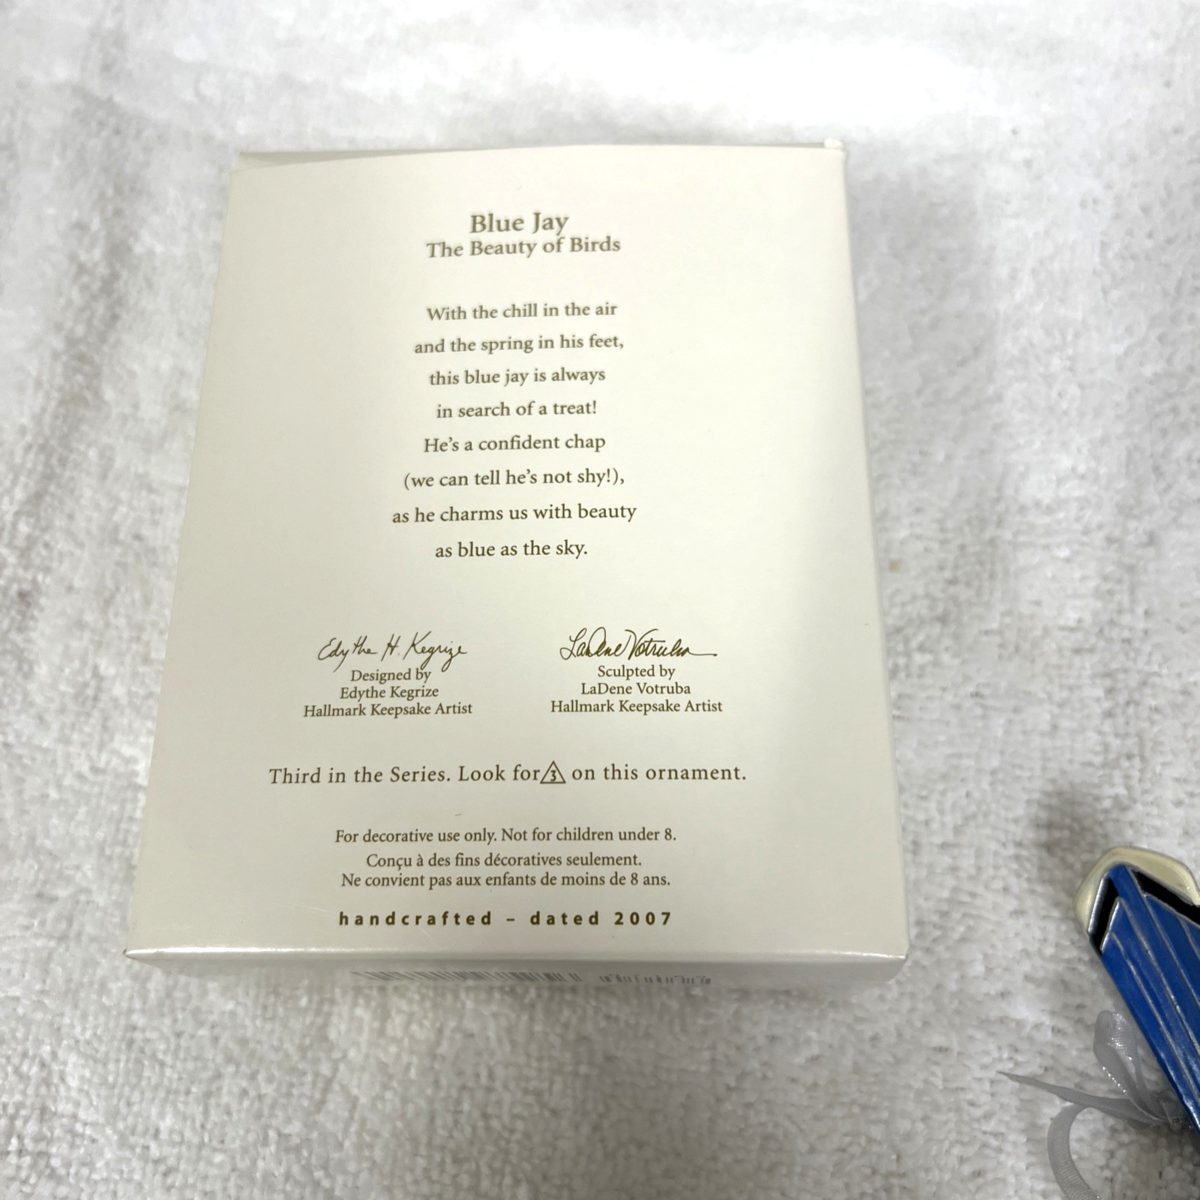 Blue Jay
The Beauty of Birds
With the chill in the air
and the spring in his feet,
this blue jay is always
in search of a treat!
He's a confident chap
(we can tell he's not shy!),
as he charms us with beauty
as blue as the sky.
Edythe H. Kegrize
Designed by
Edythe Kegrize
Hallmark Keepsake Artist
LaDene Votruba
Sculpted by
LaDene Votruba
Hallmark Keepsake Artist
Third in the Series. Look for 3 on this ornament.
For decorative use only. Not for children under 8.
Conçu à des fins décoratives seulement.
Ne convient pas aux enfants de moins de 8 ans.
handcrafted – dated 2007